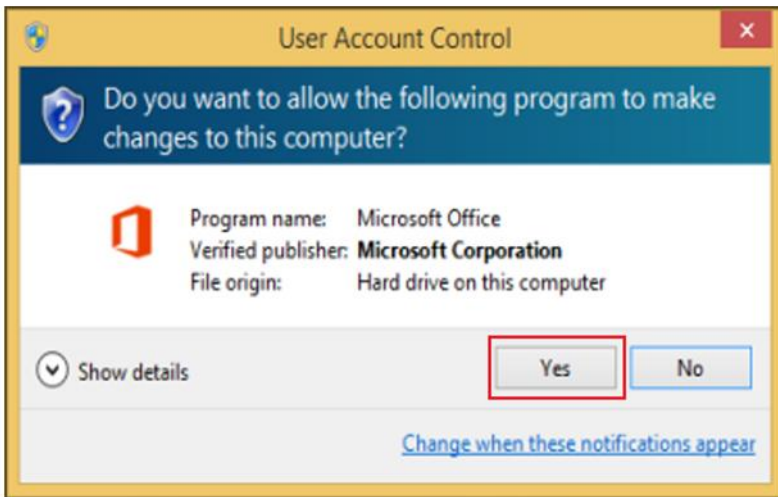 User Account Control
Do you want to allow the following program to make
changes to this computer?
Program name: Microsoft Office
Verified publisher: Microsoft Corporation
File origin: Hard drive on this computer
Show details
Yes
No
Change when these notifications appear